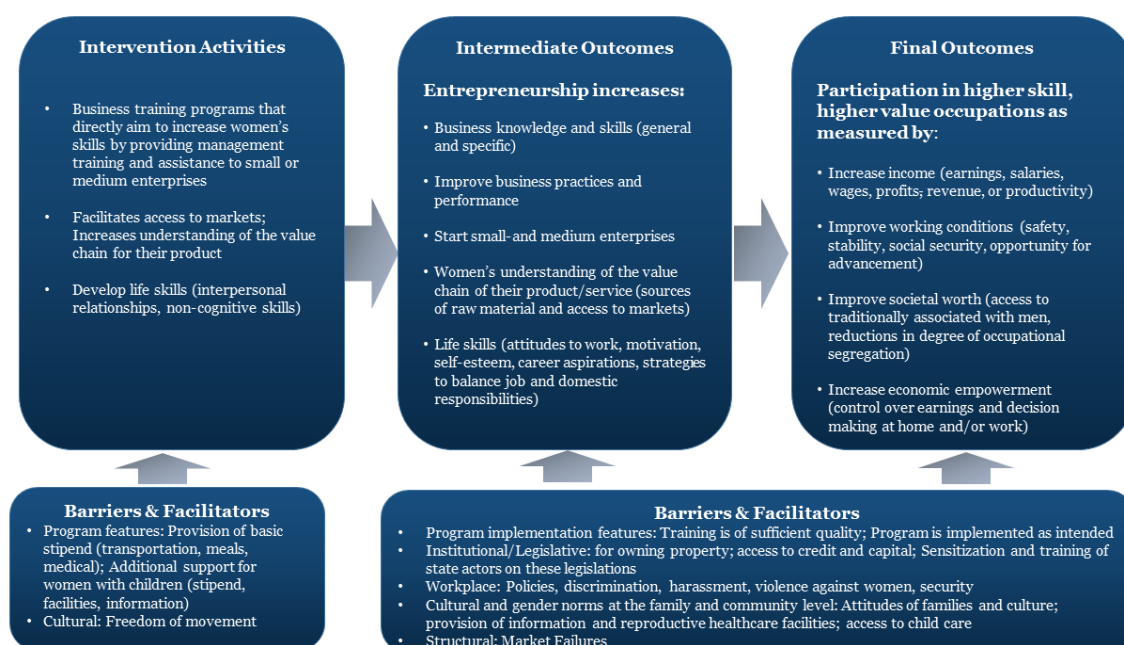 Intervention Activities
• Business training programs that
directly aim to increase women's
skills by providing management
training and assistance to small or
medium enterprises
• Facilitates access to markets;
Increases understanding of the value
chain for their product
• Develop life skills (interpersonal
relationships, non-cognitive skills)
Intermediate Outcomes
Entrepreneurship increases:
• Business knowledge and skills (general
and specific)
• Improve business practices and
performance
• Start small-and medium enterprises
• Women's understanding of the value
chain of their product/service (sources
of raw material and access to markets)
• Life skills (attitudes to work, motivation,
self-esteem, career aspirations, strategies
to balance job and domestic
responsibilities)
Final Outcomes
Participation in higher skill,
higher value occupations as
measured by:
• Increase income (earnings, salaries,
wages, profits, revenue, or productivity)
• Improve working conditions (safety,
stability, social security, opportunity for
advancement)
• Improve societal worth (access to
traditionally associated with men,
reductions in degree of occupational
segregation)
• Increase economic empowerment
(control over earnings and decision
making at home and/or work)
Barriers & Facilitators
• Program features: Provision of basic
stipend (transportation, meals,
medical); Additional support for
women with children (stipend,
facilities, information)
• Cultural: Freedom of movement
Barriers & Facilitators
• Program implementation features: Training is of sufficient quality; Program is implemented as intended
• Institutional/Legislative: for owning property; access to credit and capital; Sensitization and training of
state actors on these legislations
• Workplace: Policies, discrimination, harassment, violence against women, security
• Cultural and gender norms at the family and community level: Attitudes of families and culture;
provision of information and reproductive healthcare facilities; access to child care
• Structural: Market Failures